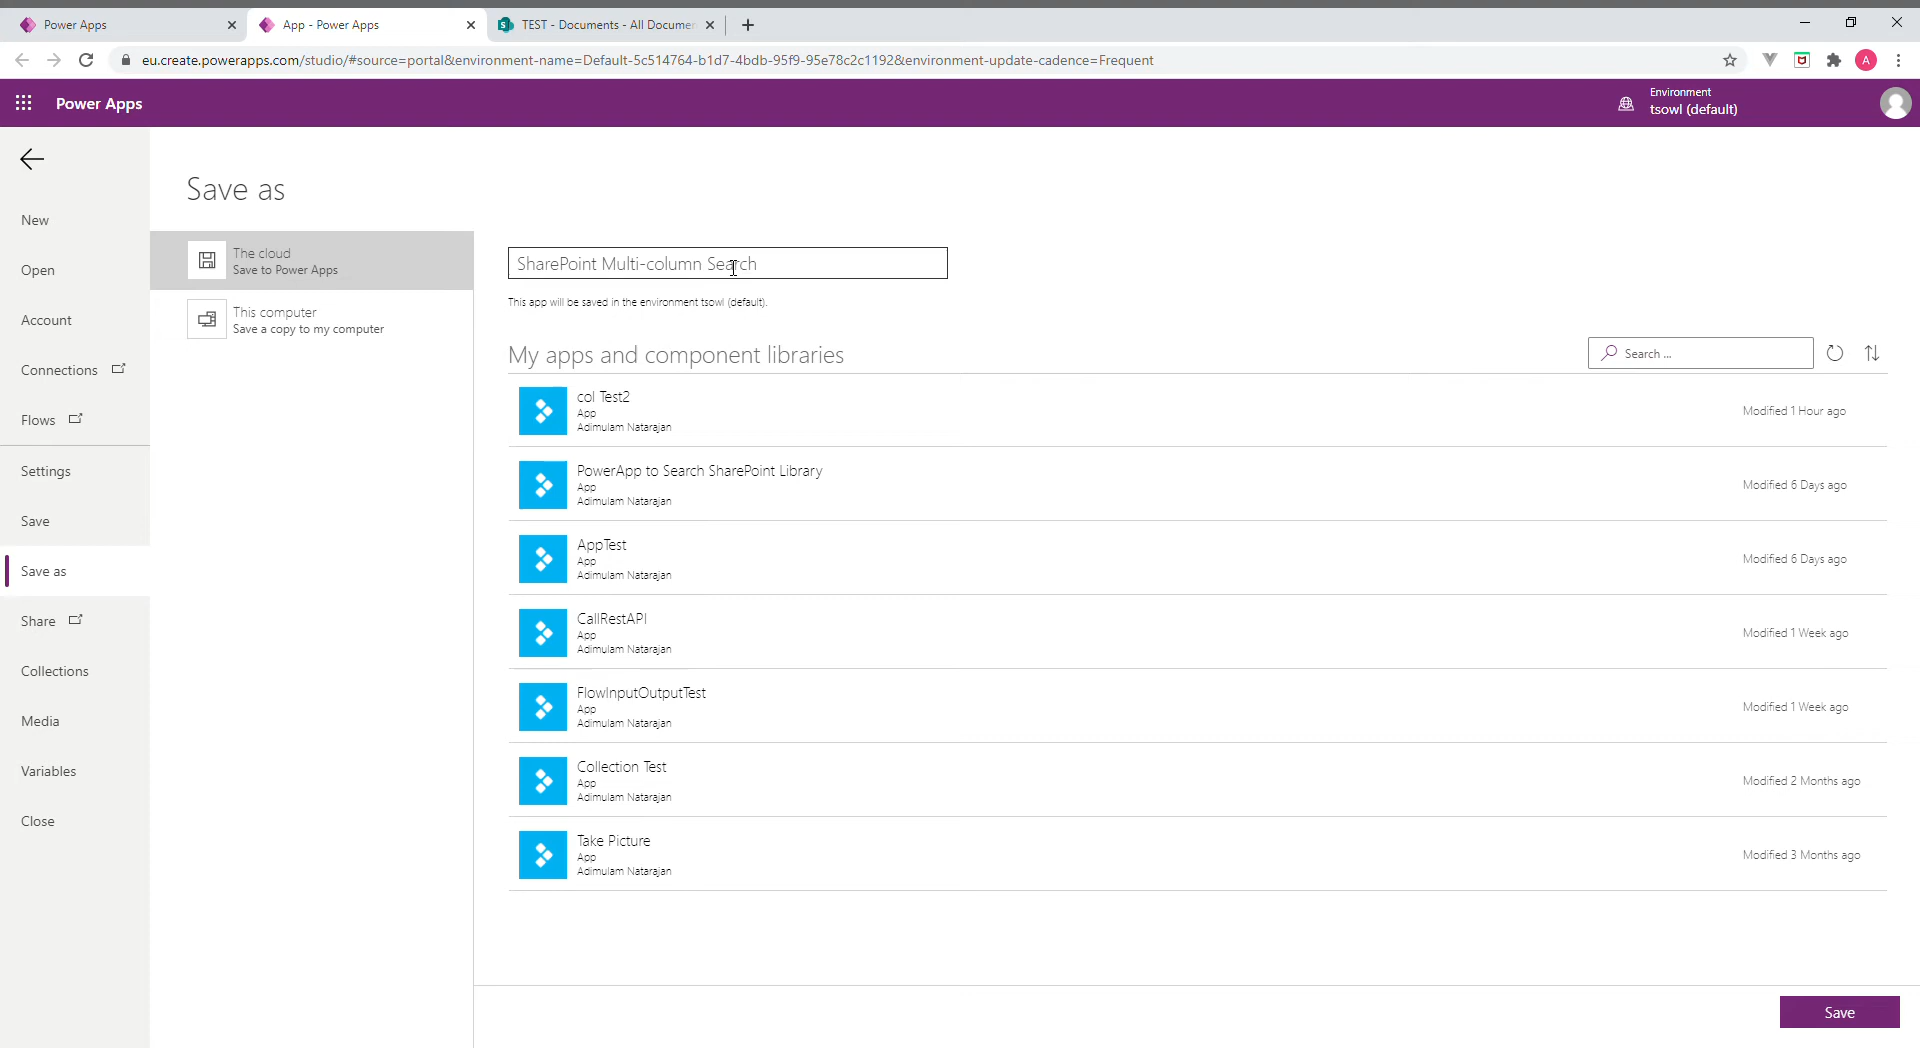 Power Apps
App - Power Apps
TEST - Documents - All Documen
eu.create.powerapps.com/studio/#source=portal&environment-name=Default-5c514764-b1d7-4bdb-95f9-95e78c2c1192&environment-update-cadence=Frequent
A
Power Apps
Environment
tsowl (default)
New
Open
Account
Connections
Flows
Settings
Save
Save as
Share
Collections
Media
Variables
Close
Save as
The cloud
Save to Power Apps
This computer
Save a copy to my computer
SharePoint Multi-column Search
This app will be saved in the environment tsowl (default).
My apps and component libraries
Search ...
col Test2
App
Adimulam Natarajan
Modified 1 Hour ago
PowerApp to Search SharePoint Library
App
Adimulam Natarajan
Modified 6 Days ago
AppTest
App
Adimulam Natarajan
Modified 6 Days ago
CallRestAPI
App
Adimulam Natarajan
Modified 1 Week ago
FlowInputOutputTest
App
Adimulam Natarajan
Modified 1 Week ago
Collection Test
App
Adimulam Natarajan
Modified 2 Months ago
Take Picture
App
Adimulam Natarajan
Modified 3 Months ago
Save